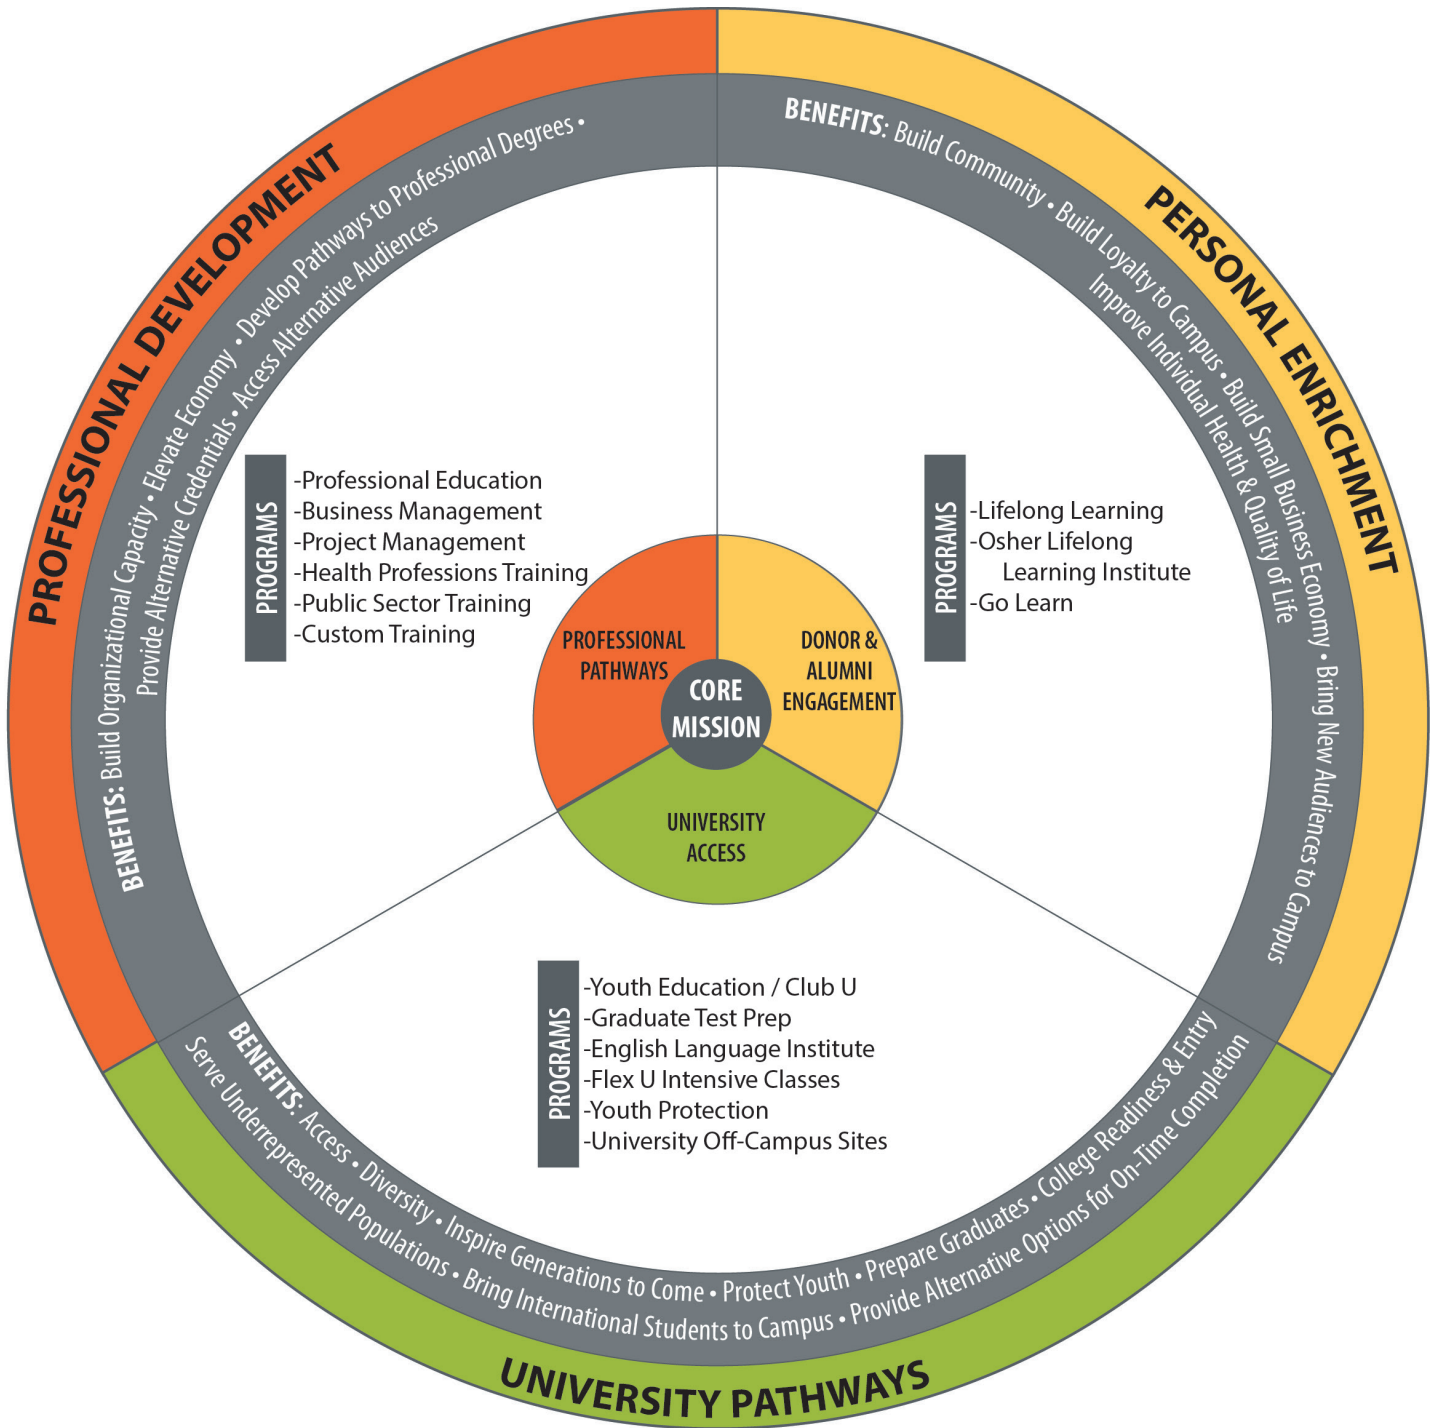 PROFESSIONAL DEVELOPMENT
BENEFITS: Build Organizational Capacity • Elevate Economy • Develop Pathways to Professional Degrees •
Provide Alternative Credentials • Access Alternative Audiences
PROGRAMS
-Professional Education
-Business Management
-Project Management
-Health Professions Training
-Public Sector Training
-Custom Training
PERSONAL ENRICHMENT
BENEFITS: Build Community • Build Loyalty to Campus • Build Small Business Economy • Bring New Audiences to Campus
Improve Individual Health & Quality of Life
PROGRAMS
-Lifelong Learning
-Osher Lifelong
Learning Institute
-Go Learn
PROFESSIONAL
PATHWAYS
DONOR &
ALUMNI
ENGAGEMENT
CORE
MISSION
UNIVERSITY
ACCESS
PROGRAMS
-Youth Education / Club U
-Graduate Test Prep
-English Language Institute
-Flex U Intensive Classes
-Youth Protection
-University Off-Campus Sites
BENEFITS: Access • Diversity • Inspire Generations to Come • Protect Youth • Prepare Graduates • College Readiness & Entry
Serve Underrepresented Populations • Bring International Students to Campus • Provide Alternative Options for On-Time Completion
UNIVERSITY PATHWAYS